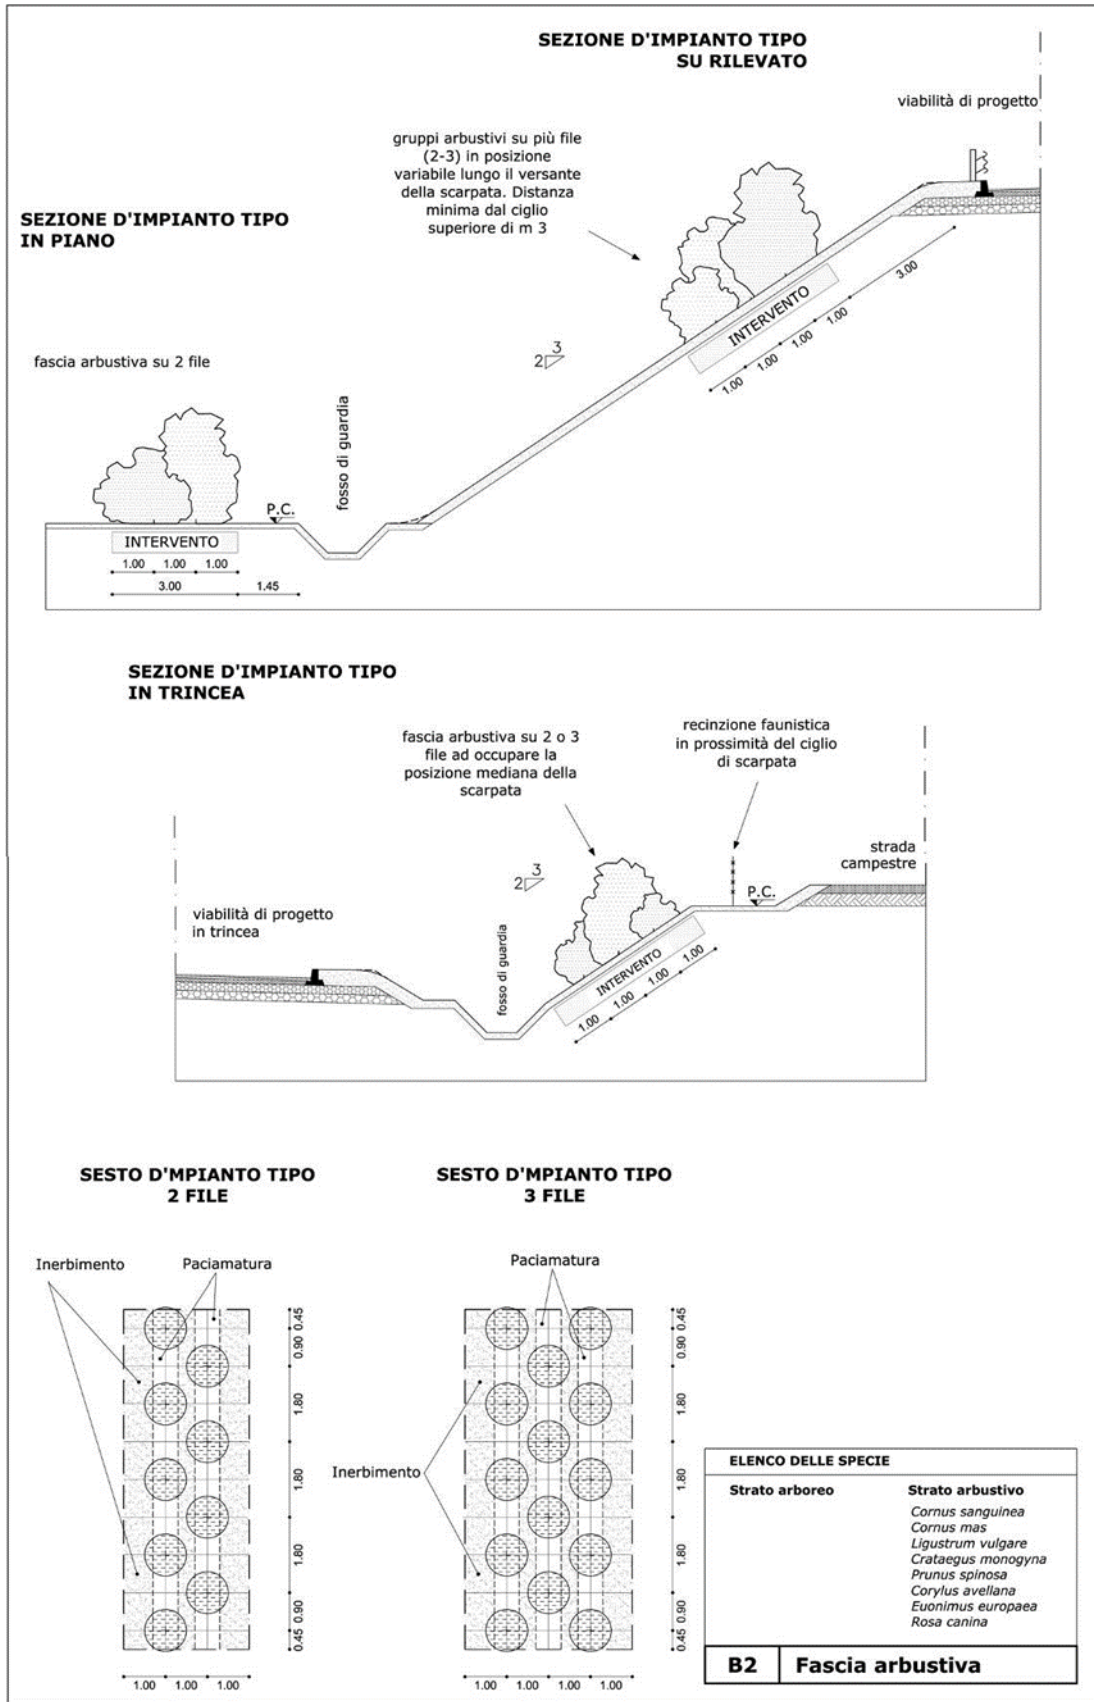 SEZIONE D'IMPIANTO TIPO
SU RILEVATO
viabilità di progetto
gruppi arbustivi su più file
(2-3) in posizione
variabile lungo il versante
della scarpata. Distanza
minima dal ciglio
superiore di m 3
SEZIONE D'IMPIANTO TIPO
IN PIANO
3.00
INTERVENTO
1.00
1.00
1.00
1.00
3
2
fascia arbustiva su 2 file
fosso di guardia
P.C.
INTERVENTO
1.00 1.00 1.00
3.00 1.45
SEZIONE D'IMPIANTO TIPO
IN TRINCEA
fascia arbustiva su 2 o 3
file ad occupare la
posizione mediana della
scarpata
recinzione faunistica
in prossimità del ciglio
di scarpata
strada
campestre
3
2
P.C.
viabilità di progetto
in trincea
fosso di guardia
INTERVENTO
1.00
1.00
1.00
1.00
SESTO D'MPIANTO TIPO
2 FILE
SESTO D'MPIANTO TIPO
3 FILE
Inerbimento
Paciamatura
Paciamatura
0.45
0.90
1.80
1.80
1.80
0.90
0.45
0.45
0.90
1.80
1.80
1.80
0.90
0.45
Inerbimento
1.00 1.00 1.00
1.00 1.00 1.00 1.00
ELENCO DELLE SPECIE
Strato arboreo
Strato arbustivo
Cornus sanguinea
Cornus mas
Ligustrum vulgare
Crataegus monogyna
Prunus spinosa
Corylus avellana
Euonimus europaea
Rosa canina
B2 Fascia arbustiva